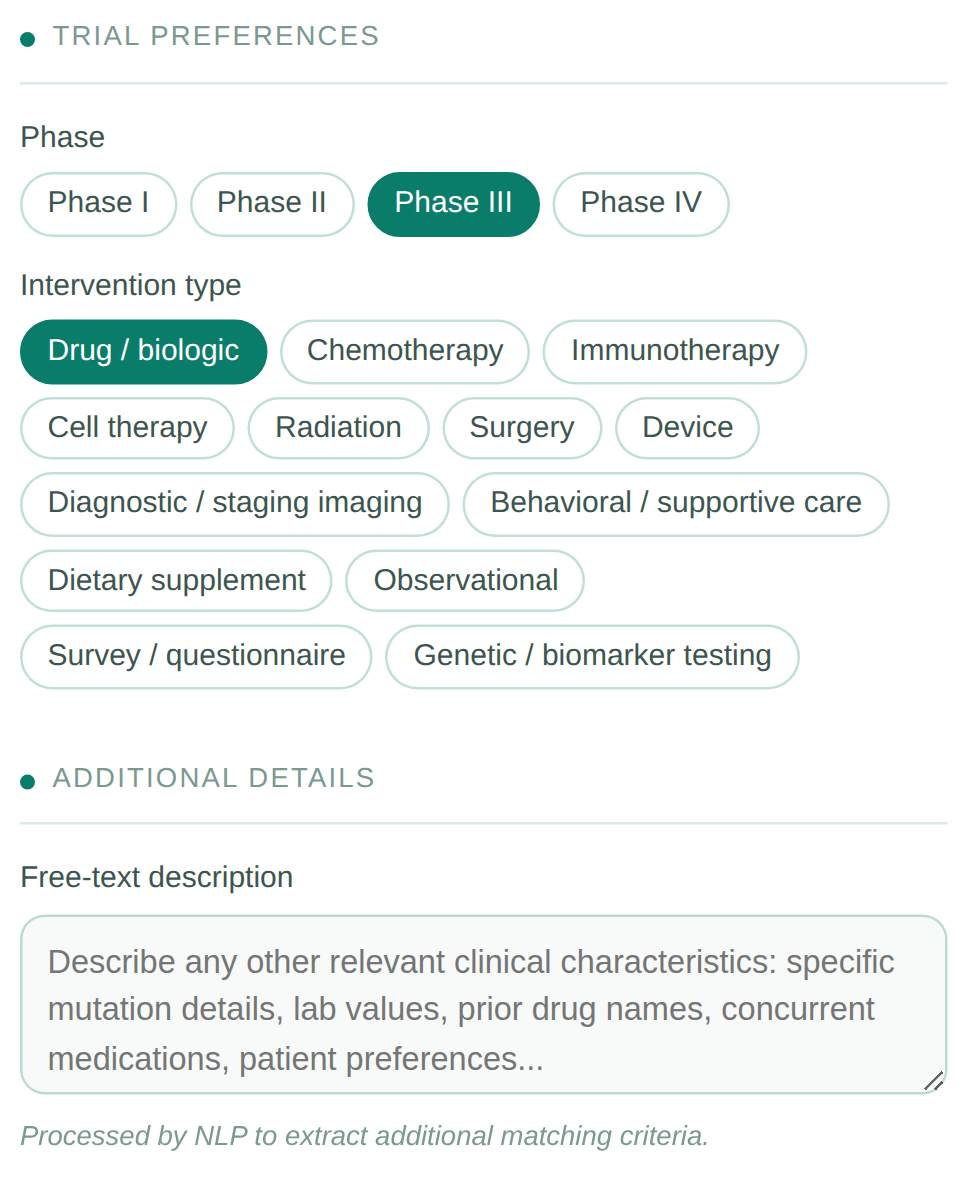 TRIAL PREFERENCES
Phase
Phase I Phase II Phase III Phase IV
Intervention type
Drug / biologic Chemotherapy Immunotherapy
Cell therapy Radiation Surgery Device
Diagnostic / staging imaging Behavioral / supportive care
Dietary supplement Observational
Survey / questionnaire Genetic / biomarker testing
ADDITIONAL DETAILS
Free-text description
Describe any other relevant clinical characteristics: specific
mutation details, lab values, prior drug names, concurrent
medications, patient preferences...
Processed by NLP to extract additional matching criteria.